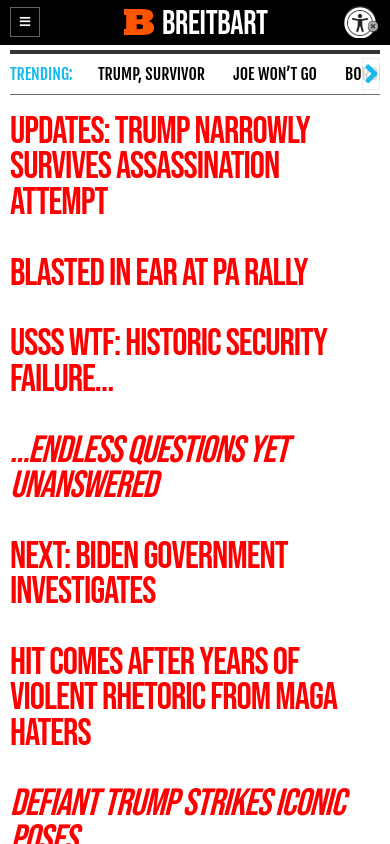 BREITBART
TRENDING: TRUMP, SURVIVOR JOE WON'T GO BO
UPDATES: TRUMP NARROWLY
SURVIVES ASSASSINATION
ATTEMPT
BLASTED IN EAR AT PA RALLY
USSS WTF: HISTORIC SECURITY
FAILURE...
...ENDLESS QUESTIONS YET
UNANSWERED
NEXT: BIDEN GOVERNMENT
INVESTIGATES
HIT COMES AFTER YEARS OF
VIOLENT RHETORIC FROM MAGA
HATERS
DEFIANT TRUMP STRIKES ICONIC
POSES